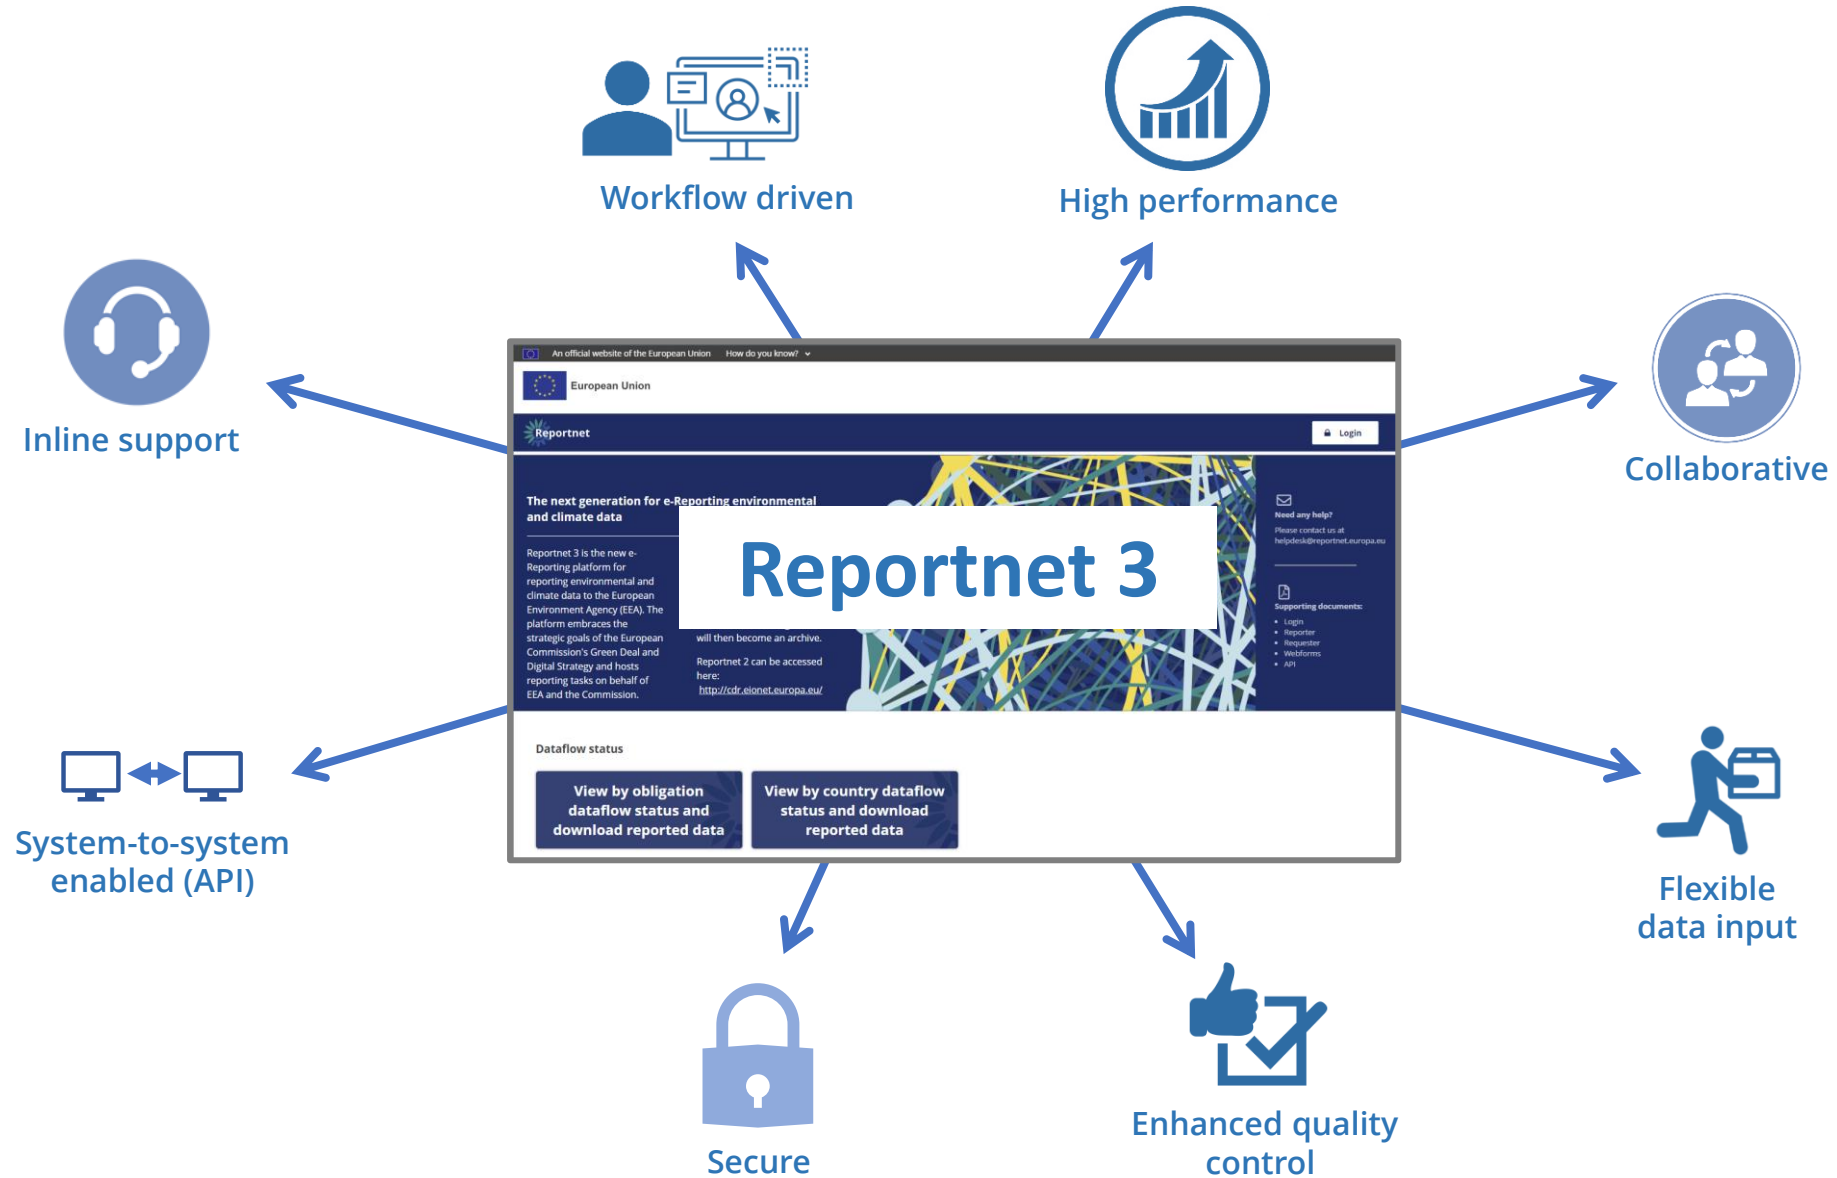 Workflow driven
High performance
Inline support
Collaborative
An official website of the European Union How do you know?
European Union
Reportnet
Login
The next generation for e-Reporting environmental
and climate data
Reportnet 3 is the new e-
Reporting platform for
reporting environmental and
climate data to the European
Environment Agency (EEA). The
platform embraces the
strategic goals of the European
Commission's Green Deal and
Digital Strategy and hosts
reporting tasks on behalf of
EEA and the Commission.
will then become an archive.
Reportnet 2 can be accessed
here:
http://cdr.eionet.europa.eu/
Reportnet 3
Need any help?
Please contact us at
helpdesk@reportnet.europa.eu
Supporting documents:
• Login
• Reporter
• Requester
• Webforms
• API
Dataflow status
View by obligation
dataflow status and
download reported data
View by country dataflow
status and download
reported data
System-to-system
enabled (API)
Flexible
data input
Secure
Enhanced quality
control